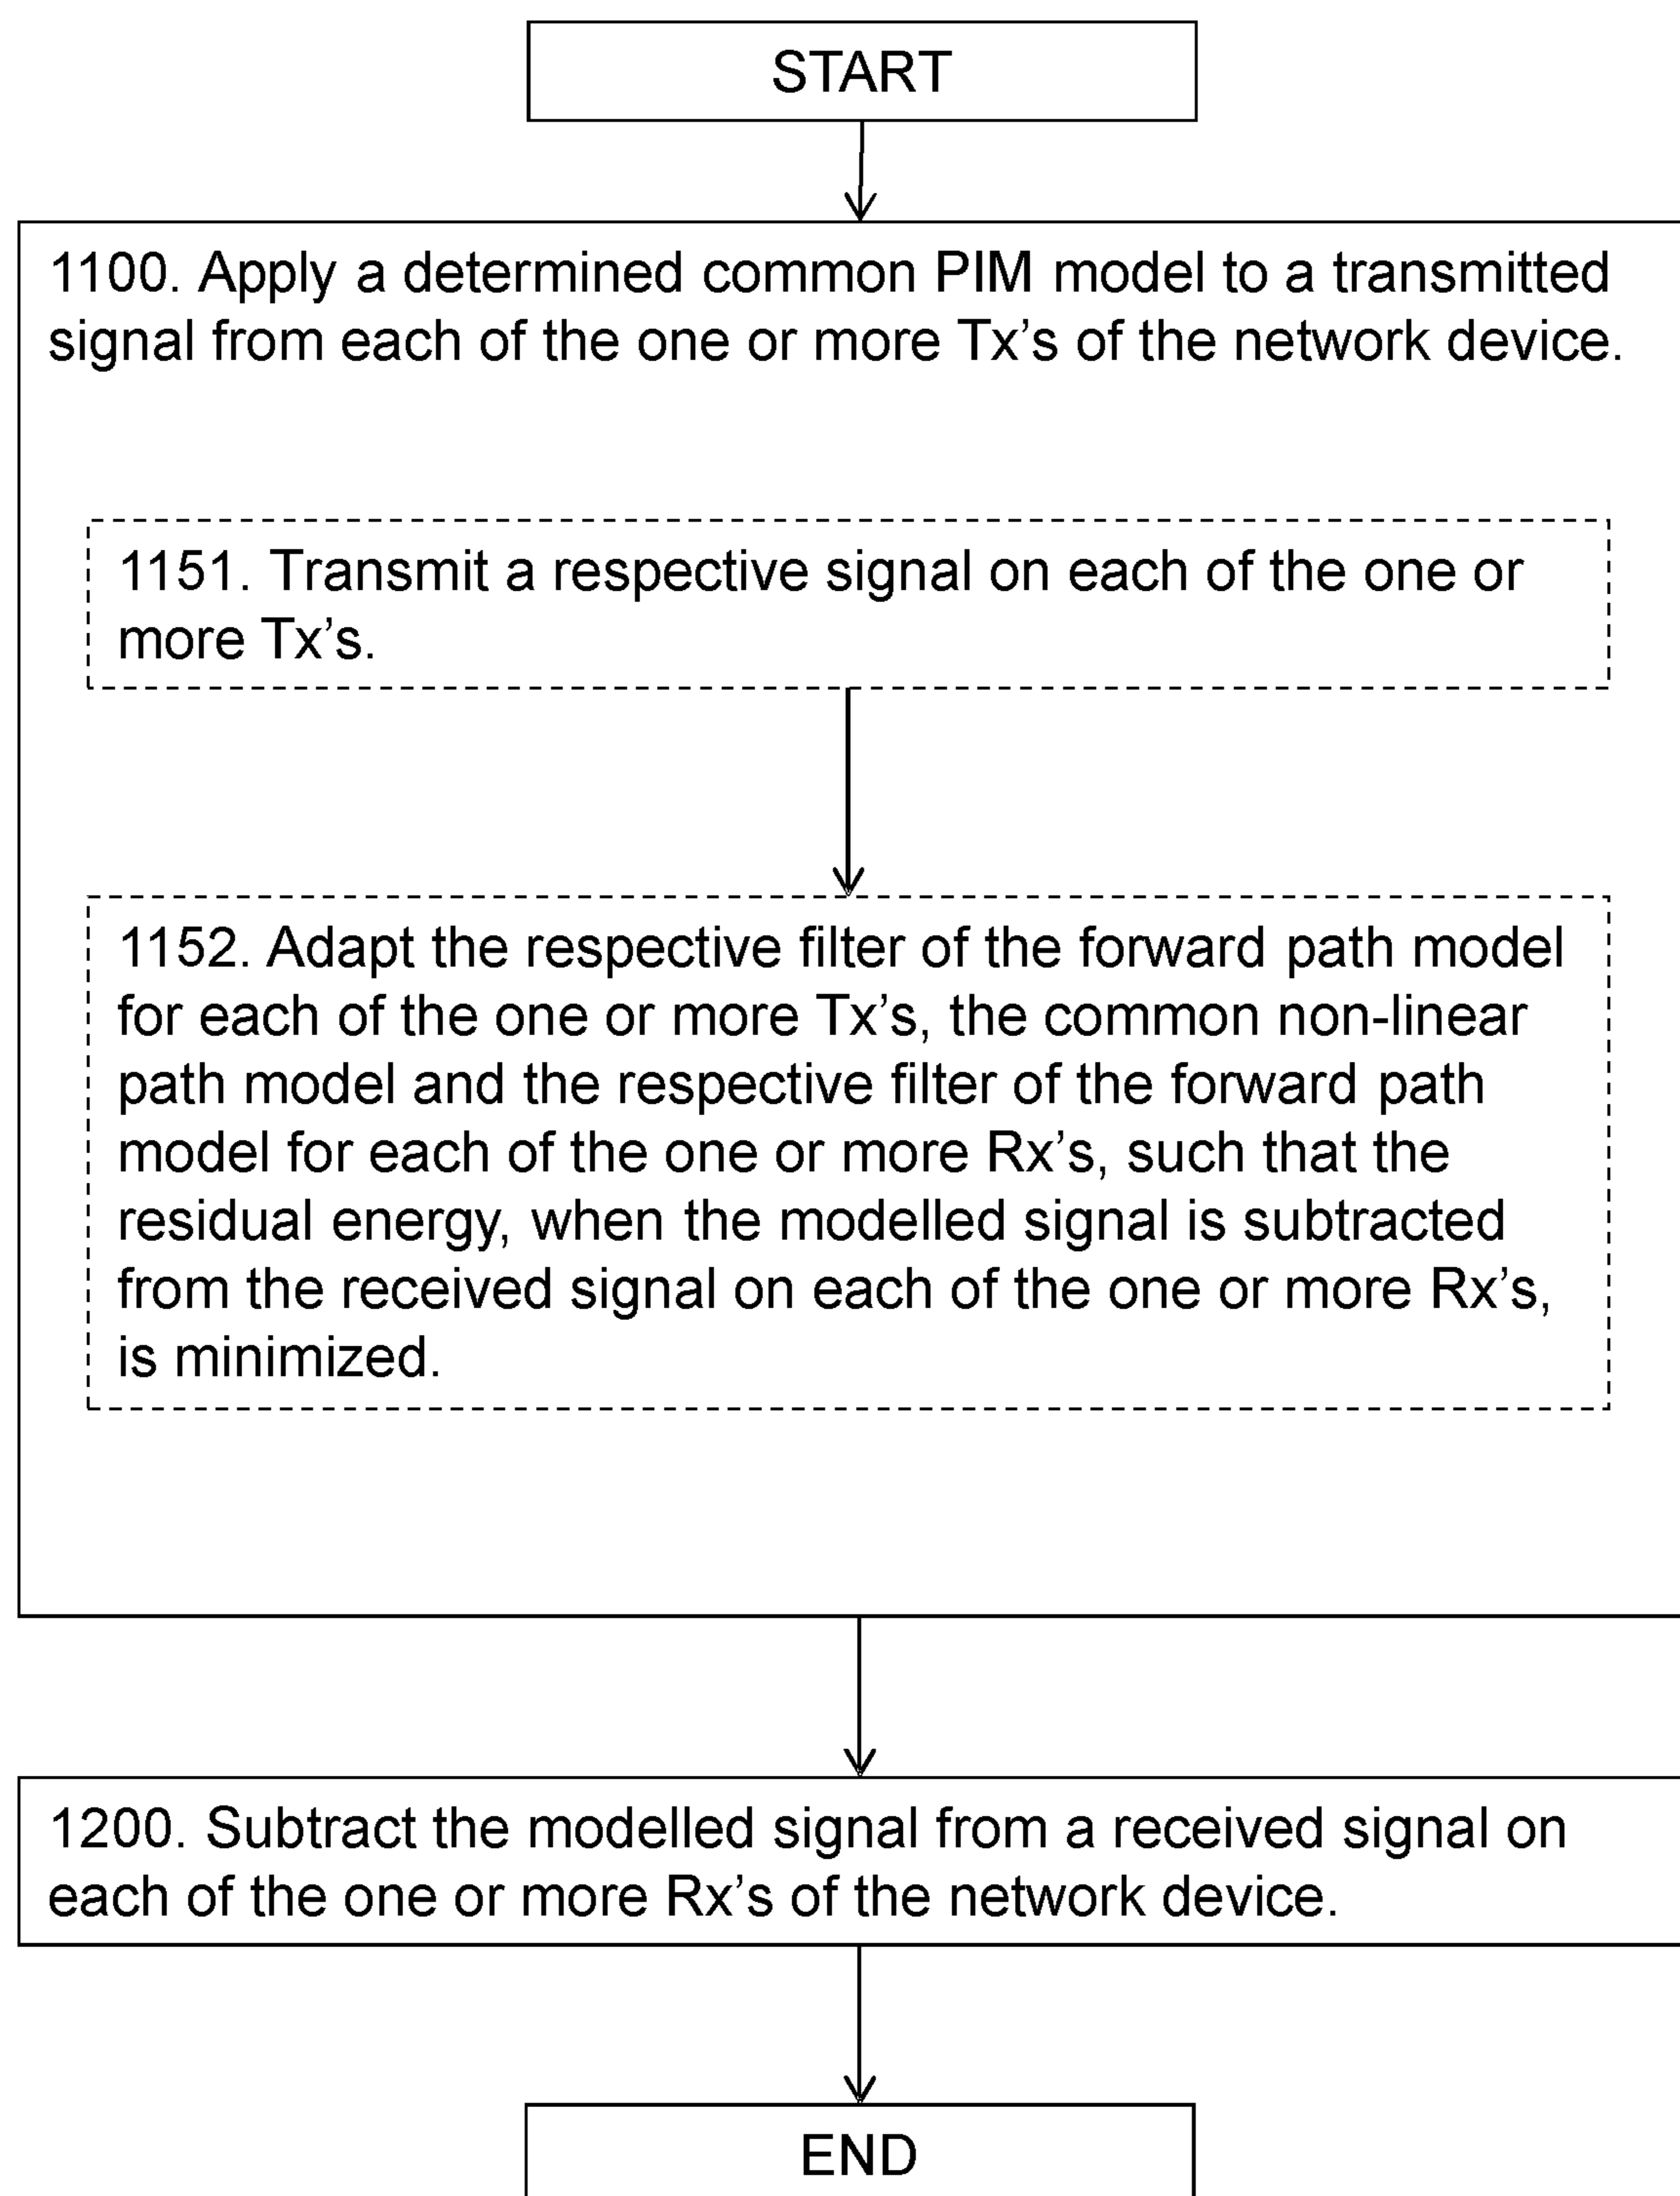 START
1100. Apply a determined common PIM model to a transmitted
signal from each of the one or more Tx's of the network device.
1151. Transmit a respective signal on each of the one or
more Tx's.
1152. Adapt the respective filter of the forward path model
for each of the one or more Tx's, the common non-linear
path model and the respective filter of the forward path
model for each of the one or more Rx's, such that the
residual energy, when the modelled signal is subtracted
from the received signal on each of the one or more Rx's,
is minimized.
1200. Subtract the modelled signal from a received signal on
each of the one or more Rx's of the network device.
END